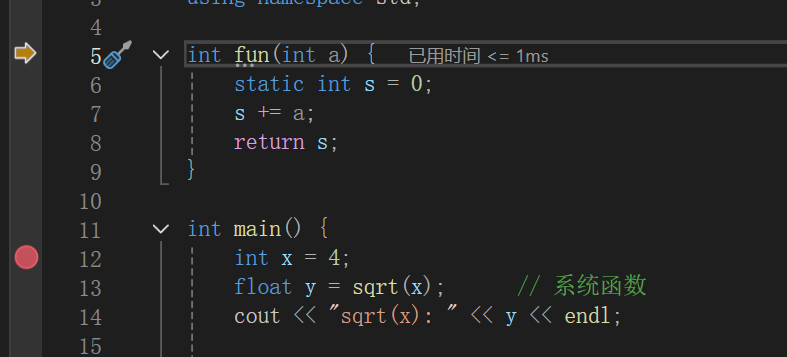 3 using namespace std;
4
5 int fun(int a) { 已用时间 <= 1ms
6 static int s = 0;
7 s += a;
8 return s;
9 }
10
11 int main() {
12 int x = 4;
13 float y = sqrt(x); // 系统函数
14 cout << "sqrt(x): " << y << endl;
15